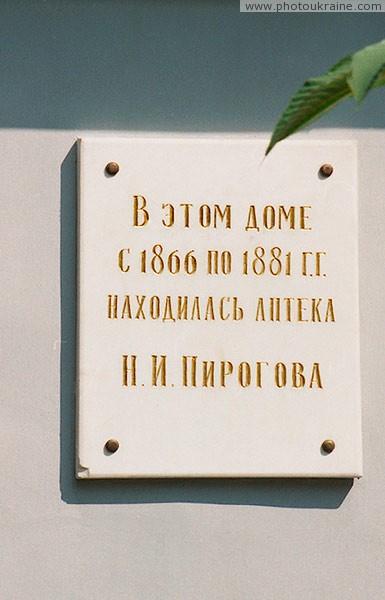 © www.photoukraine.com
В ЭТОМ ДОМЕ
С 1866 ПО 1881 Г.Г.
НАХОДИЛАСЬ АПТЕКА
Н. И. ПИРОГОВА